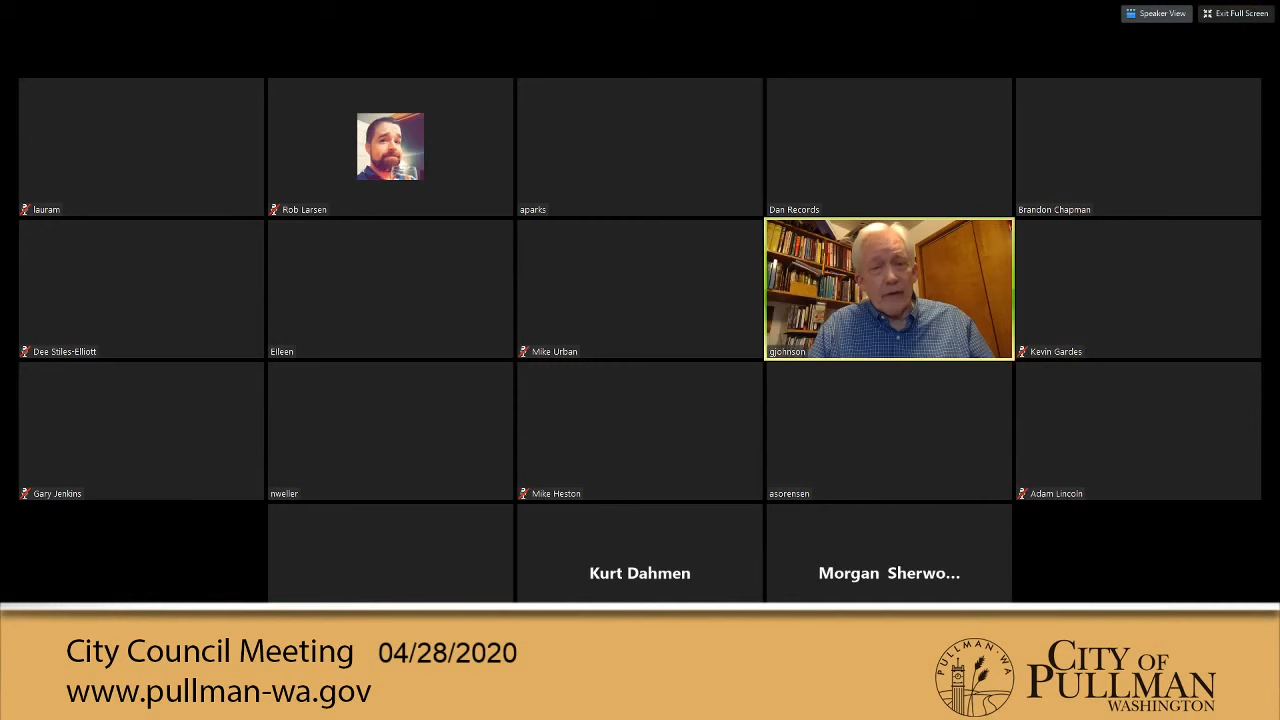 Speaker View
Exit Full Screen
lauram
Rob Larsen
aparks
Dan Records
Brandon Chapman
Dee Stiles-Elliott
Eileen
Mike Urban
gjohnson
Kevin Gardes
Gary Jenkins
nweller
Mike Heston
asorensen
Adam Lincoln
Kurt Dahmen
Morgan Sherwo...
City Council Meeting 04/28/2020
www.pullman-wa.gov
PULLMAN·WA
CITY OF
PULLMAN
WASHINGTON